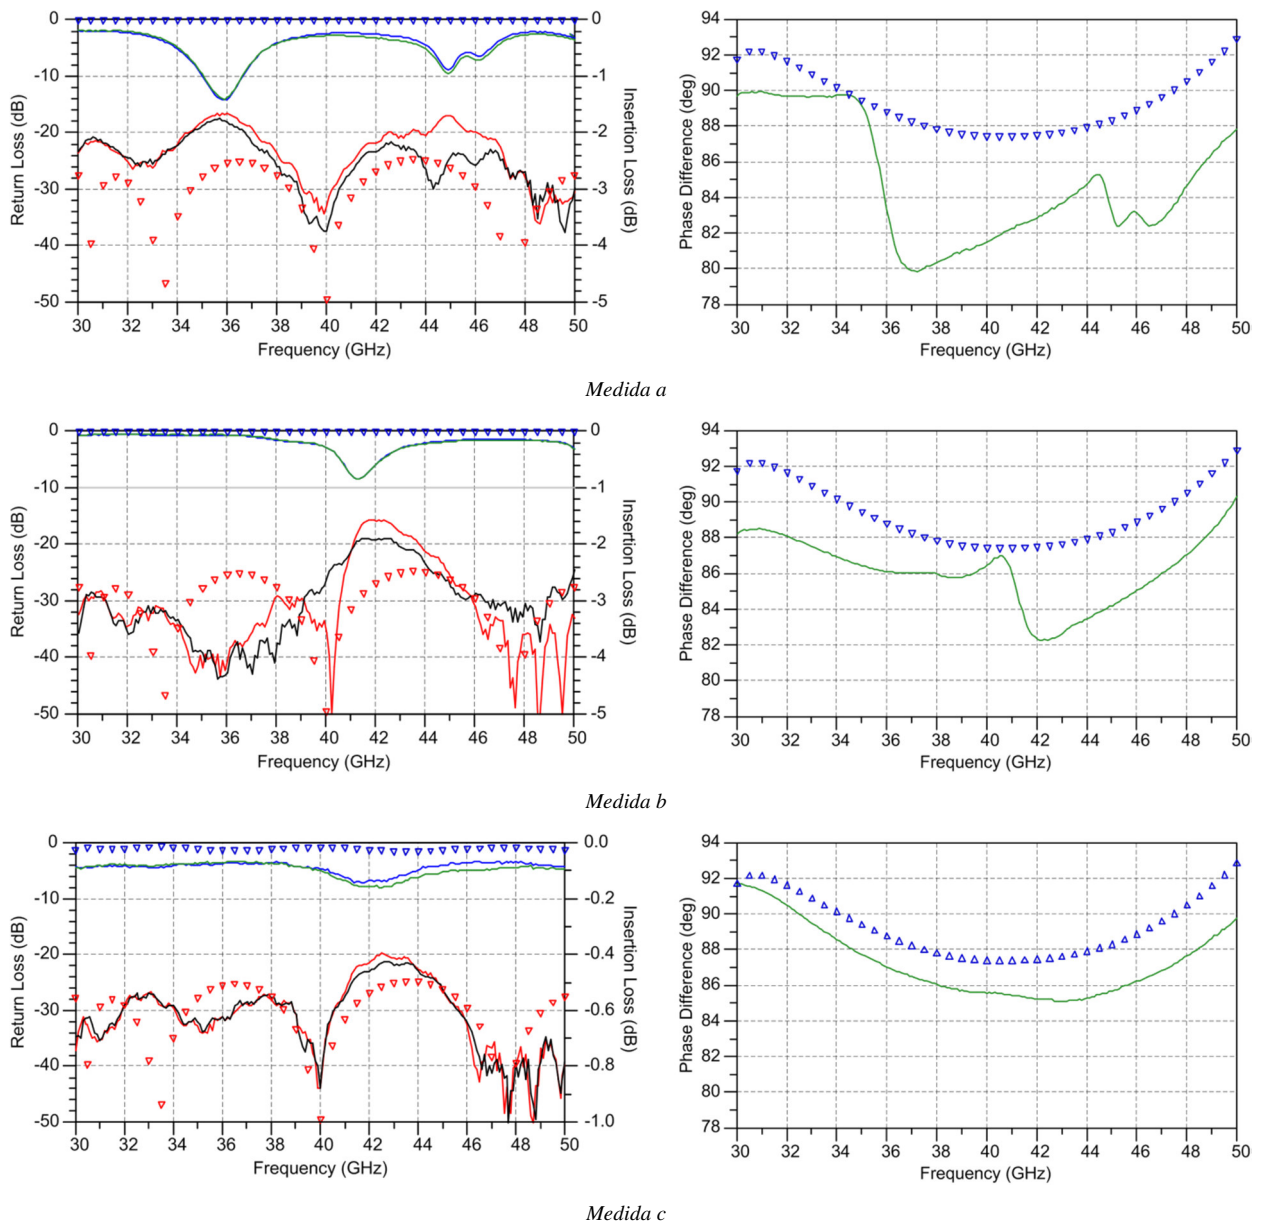 0
-10
-20
-30
-40
-50
0
-1
-2
-3
-4
-5
30 32 34 36 38 40 42 44 46 48 50
Return Loss (dB)
Insertion Loss (dB)
Frequency (GHz)
94
92
90
88
86
84
82
80
78
30 32 34 36 38 40 42 44 46 48 50
Phase Difference (deg)
Frequency (GHz)
Medida a
0
-10
-20
-30
-40
-50
0
-1
-2
-3
-4
-5
30 32 34 36 38 40 42 44 46 48 50
Return Loss (dB)
Insertion Loss (dB)
Frequency (GHz)
94
92
90
88
86
84
82
80
78
30 32 34 36 38 40 42 44 46 48 50
Phase Difference (deg)
Frequency (GHz)
Medida b
0
-10
-20
-30
-40
-50
0.0
-0.2
-0.4
-0.6
-0.8
-1.0
30 32 34 36 38 40 42 44 46 48 50
Return Loss (dB)
Insertion Loss (dB)
Frequency (GHz)
94
92
90
88
86
84
82
80
78
30 32 34 36 38 40 42 44 46 48 50
Phase Difference (deg)
Frequency (GHz)
Medida c